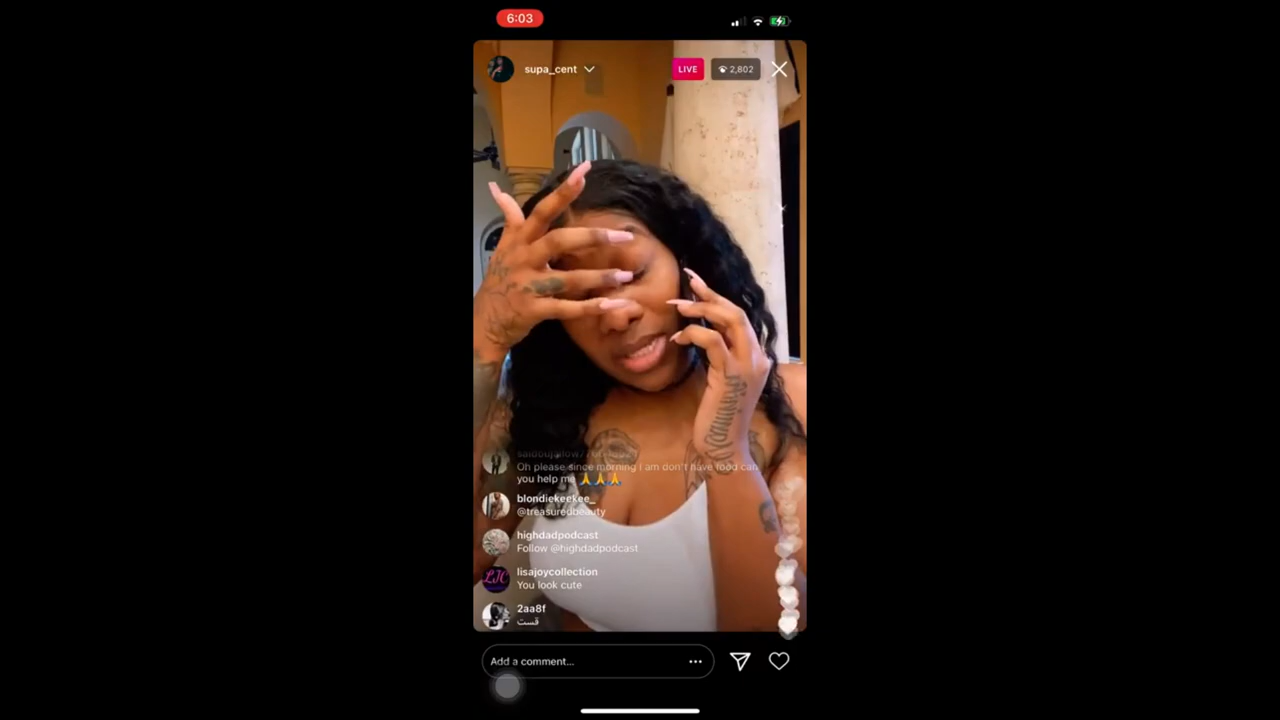 6:03
supa_cent
LIVE
2,802
Oh please since morning I am don't have food can
you help me 🙏🙏🙏
blondiekeekee_
@treasuredbeauty
highdadpodcast
Follow @highdadpodcast
LJC
lisajoycollection
You look cute
2aa8f
قست
Add a comment...